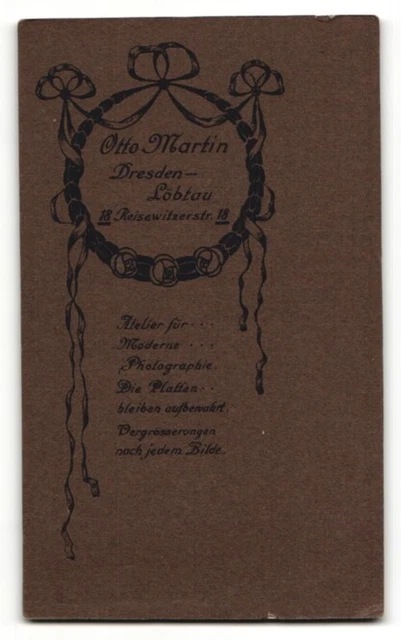 Otto Martin
Dresden—
Löbtau
18 Reisewitzerstr. 18
Atelier für · · ·
Moderne · · ·
Photographie.
Die Platten · ·
bleiben aufbewahrt.
Vergrösserungen
nach jedem Bilde.